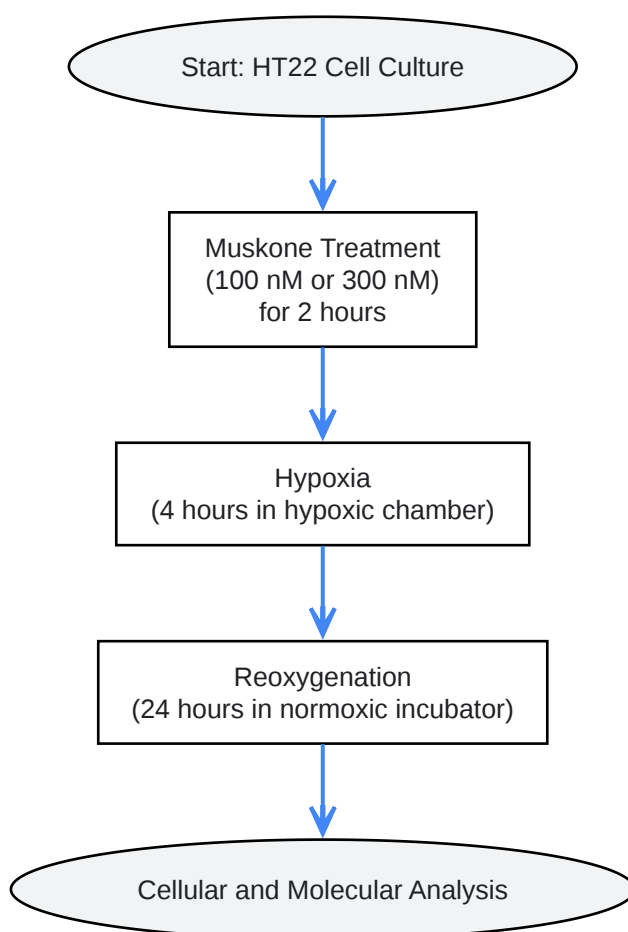 Start: HT22 Cell Culture
Muskone Treatment
(100 nM or 300 nM)
for 2 hours
Hypoxia
(4 hours in hypoxic chamber)
Reoxygenation
(24 hours in normoxic incubator)
Cellular and Molecular Analysis